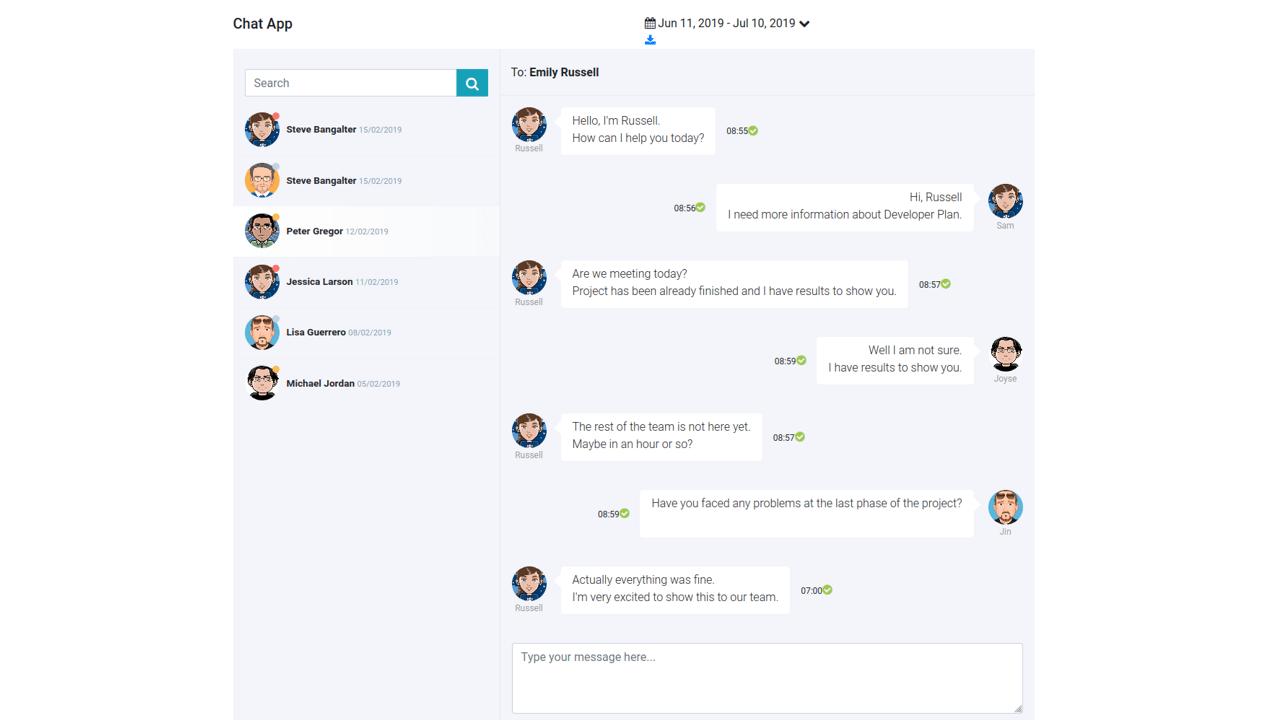 Chat App
Jun 11, 2019 - Jul 10, 2019
Search
Steve Bangalter 15/02/2019
Steve Bangalter 15/02/2019
Peter Gregor 12/02/2019
Jessica Larson 11/02/2019
Lisa Guerrero 08/02/2019
Michael Jordan 05/02/2019
To: Emily Russell
Hello, I'm Russell.
How can I help you today?
08:55
Russell
Hi, Russell
I need more information about Developer Plan.
08:56
Sam
Are we meeting today?
Project has been already finished and I have results to show you.
08:57
Russell
Well I am not sure.
I have results to show you.
08:59
Joyse
The rest of the team is not here yet.
Maybe in an hour or so?
08:57
Russell
Have you faced any problems at the last phase of the project?
08:59
Jin
Actually everything was fine.
I'm very excited to show this to our team.
07:00
Russell
Type your message here...